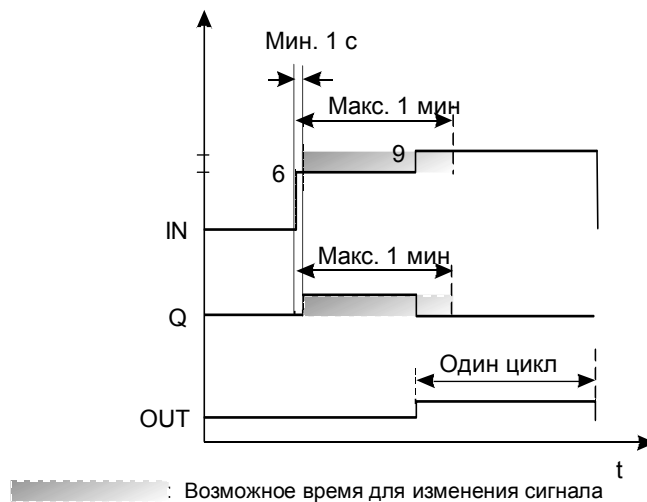 Мин. 1 с
Макс. 1 мин
9
6
IN
Макс. 1 мин
Q
Один цикл
OUT
t
: Возможное время для изменения сигнала